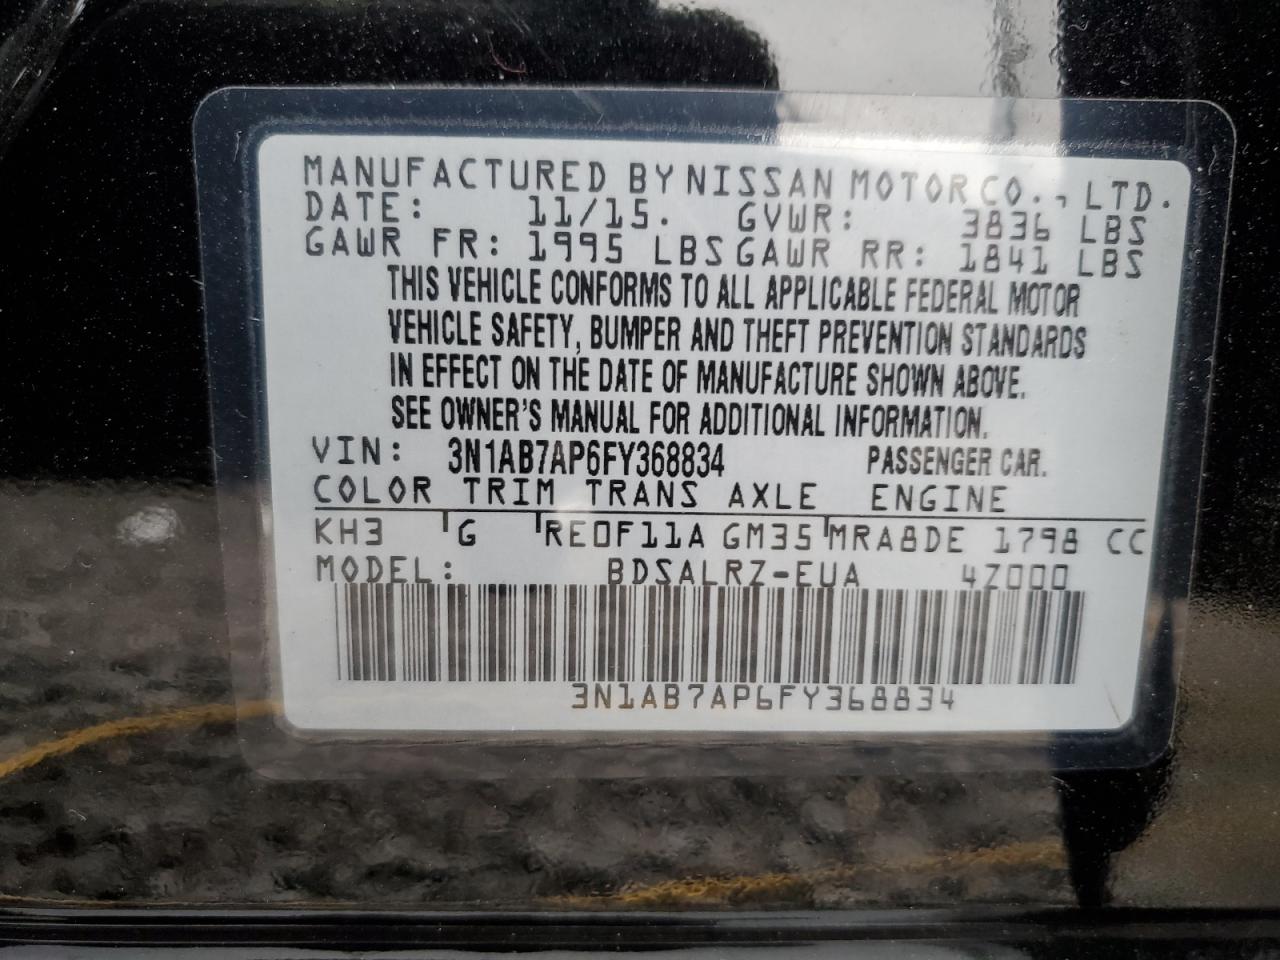 MANUFACTURED BY NISSAN MOTOR CO., LTD.
DATE: 11/15. GVWR: 3836 LBS
GAWR FR: 1995 LBS GAWR RR: 1841 LBS
THIS VEHICLE CONFORMS TO ALL APPLICABLE FEDERAL MOTOR
VEHICLE SAFETY, BUMPER AND THEFT PREVENTION STANDARDS
IN EFFECT ON THE DATE OF MANUFACTURE SHOWN ABOVE.
SEE OWNER'S MANUAL FOR ADDITIONAL INFORMATION.
VIN: 3N1AB7AP6FY368834 PASSENGER CAR.
COLOR TRIM TRANS AXLE ENGINE
KH3 G RE0F11A GM35 MRA8DE 1798 CC
MODEL: BDSALRZ-EUA 4Z000
3N1AB7AP6FY368834